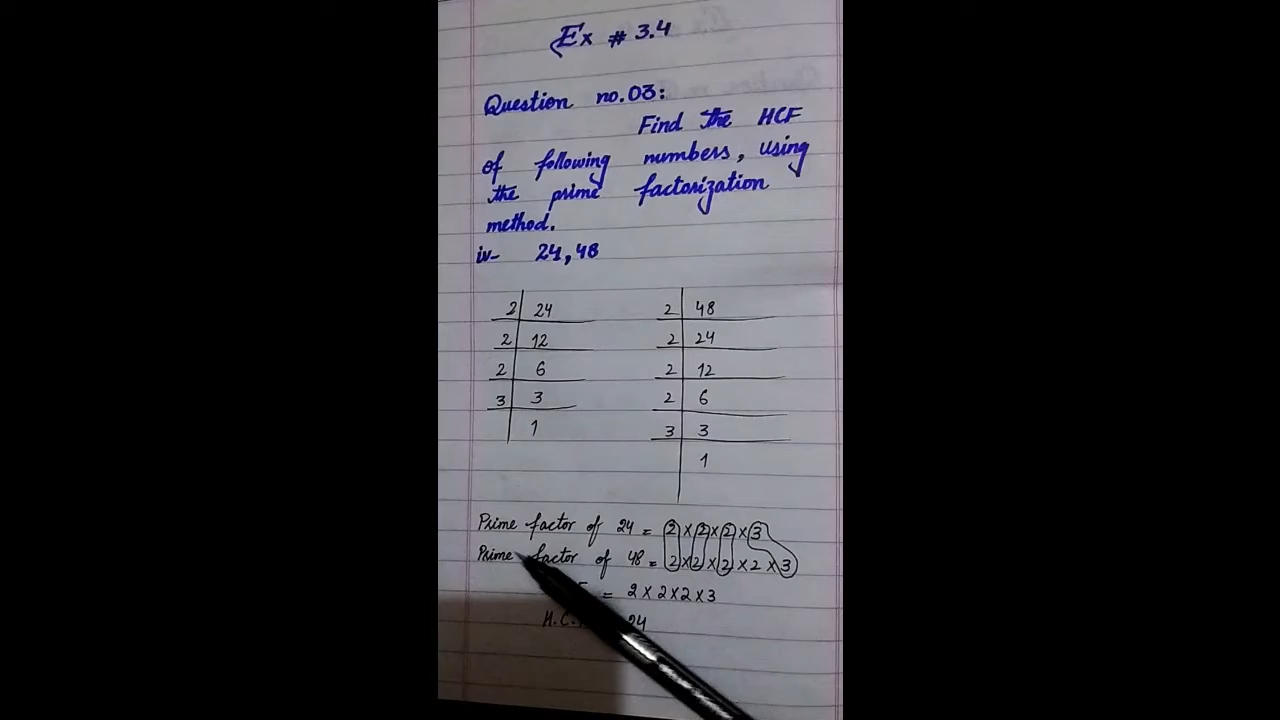 Ex # 3.4
Question no.03:
Find the HCF
of following numbers, using
the prime factorization
method.
iv- 24,48
2 24
2 12
2 6
3 3
1
2 48
2 24
2 12
2 6
3 3
1
Prime factor of 24 = 2×2×2×3
Prime factor of 48 = 2×2×2×2×3
= 2×2×2×3
H.C. 24